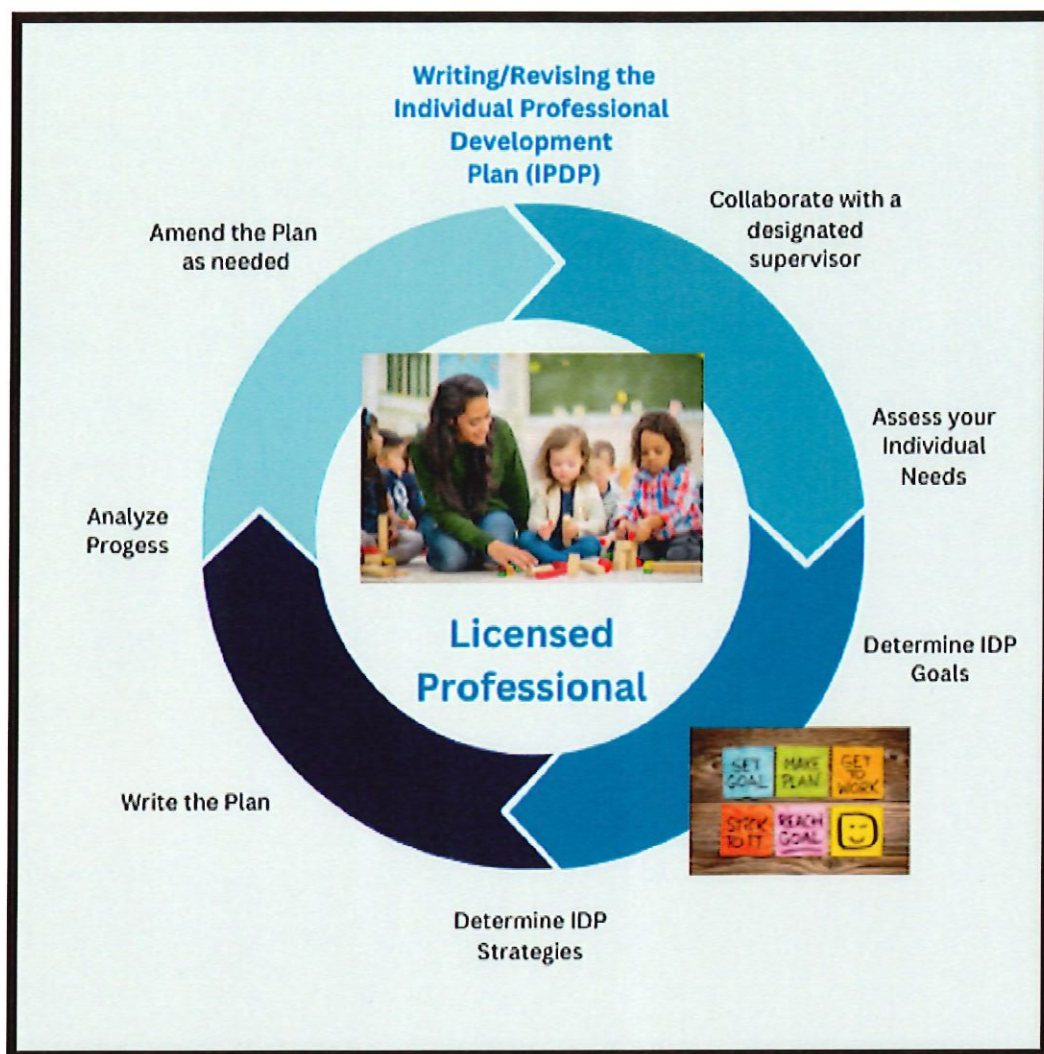 Writing/Revising the
Individual Professional
Development
Plan (IPDP)
Collaborate with a
designated
supervisor
Assess your
Individual
Needs
Determine IDP
Goals
Determine IDP
Strategies
Write the Plan
Analyze
Progess
Amend the Plan
as needed
Licensed
Professional
SET
GOAL
MAKE
PLAN
GET
TO
WORK
STICK
TO IT
REACH
GOAL